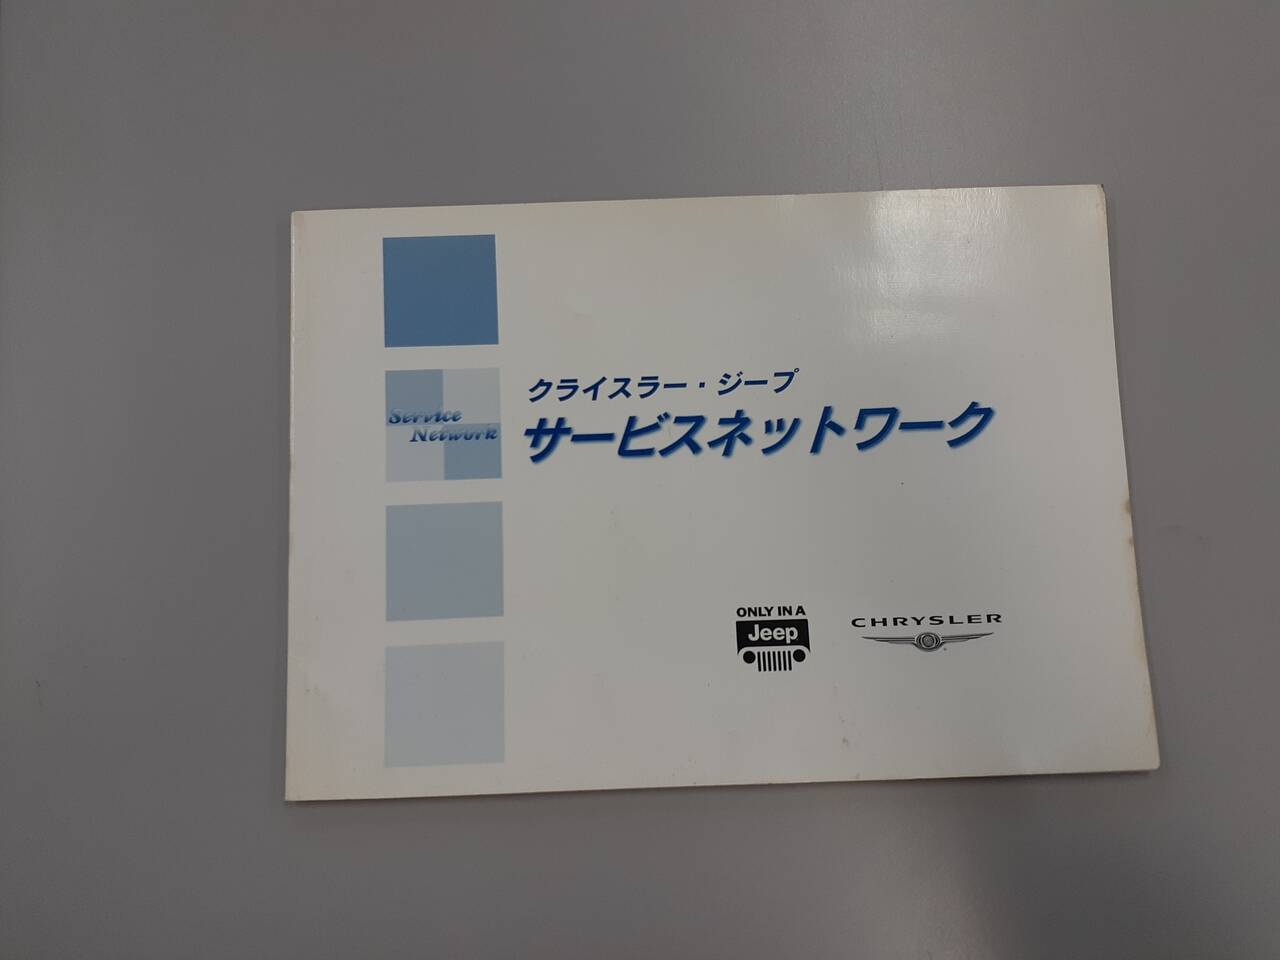 クライスラー・ジープ
サービスネットワーク
Service
Network
ONLY IN A
Jeep
CHRYSLER